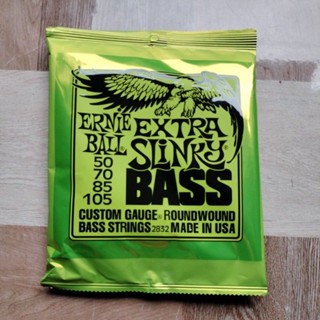 ERNIE BALL
EXTRA SLINKY
BASS
50
70
85
105
CUSTOM GAUGE ROUNDWOUND
BASS STRINGS 2832 MADE IN USA